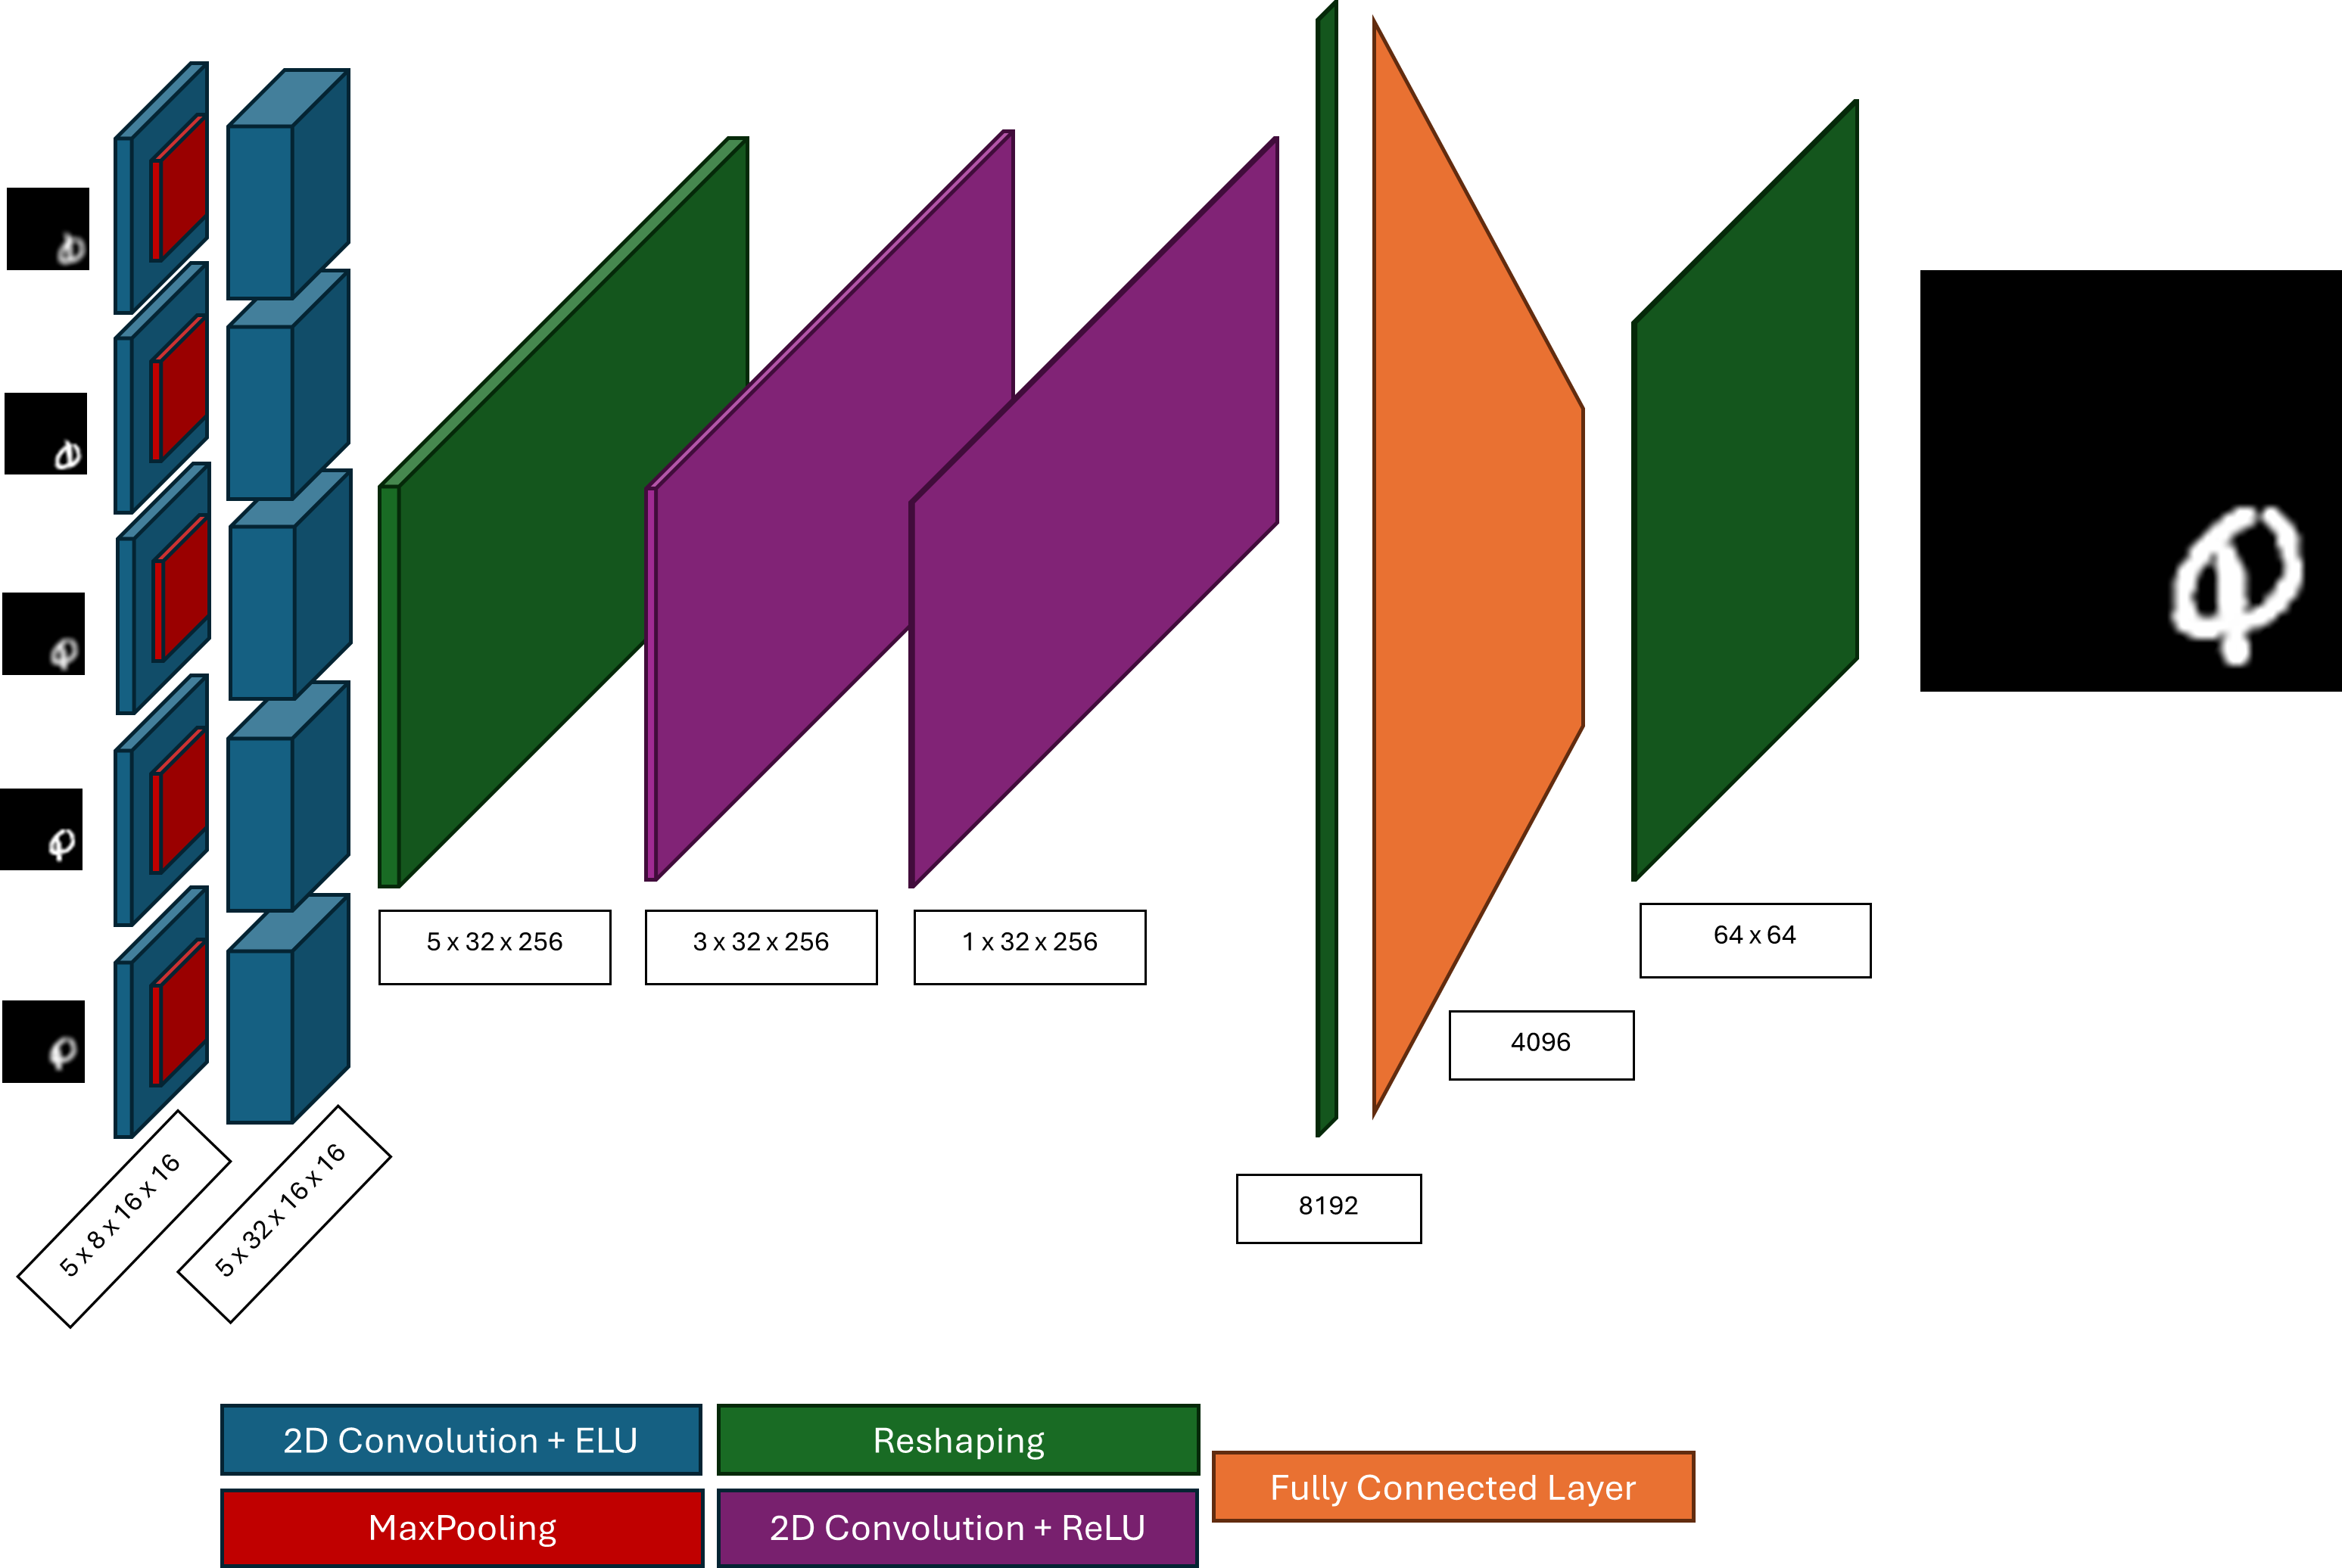 5 x 32 x 256
3 x 32 x 256
1 x 32 x 256
64 x 64
4096
8192
5 x 8 x 16 x 16
5 x 32 x 16 x 16
2D Convolution + ELU
Reshaping
Fully Connected Layer
MaxPooling
2D Convolution + ReLU